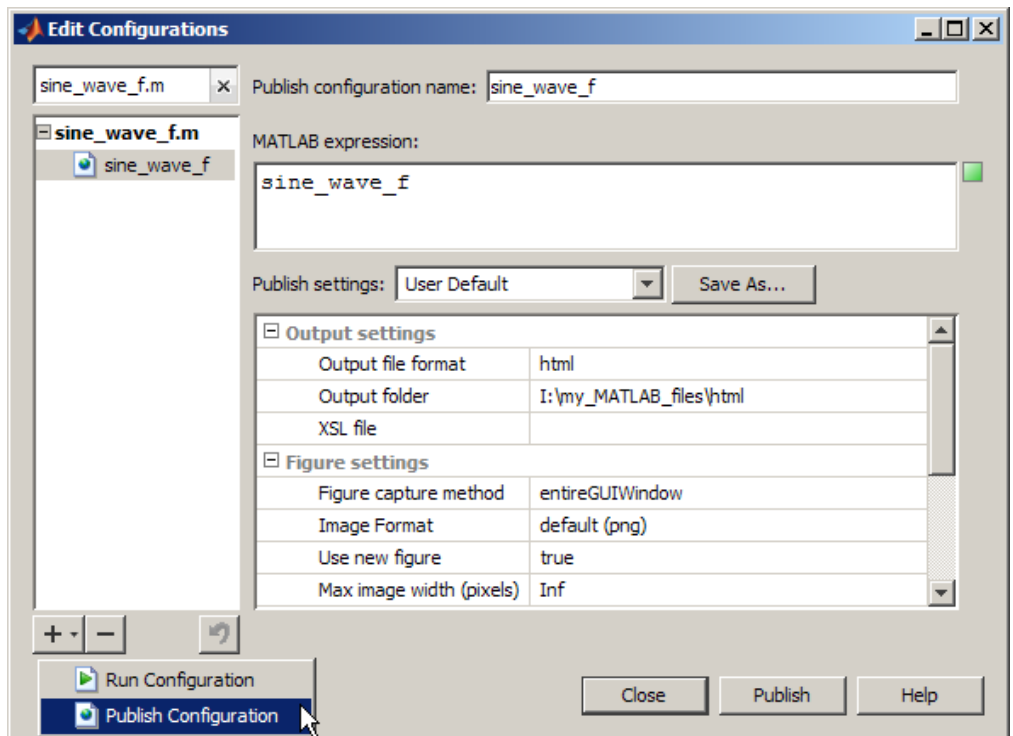 Edit Configurations
sine_wave_f.m
Publish configuration name: sine_wave_f
sine_wave_f.m
sine_wave_f
MATLAB expression:
sine_wave_f
Publish settings: User Default Save As...
Output settings
Output file format html
Output folder I:\my_MATLAB_files\html
XSL file
Figure settings
Figure capture method entireGUIWindow
Image Format default (png)
Use new figure true
Max image width (pixels) Inf
Run Configuration
Publish Configuration
Close Publish Help